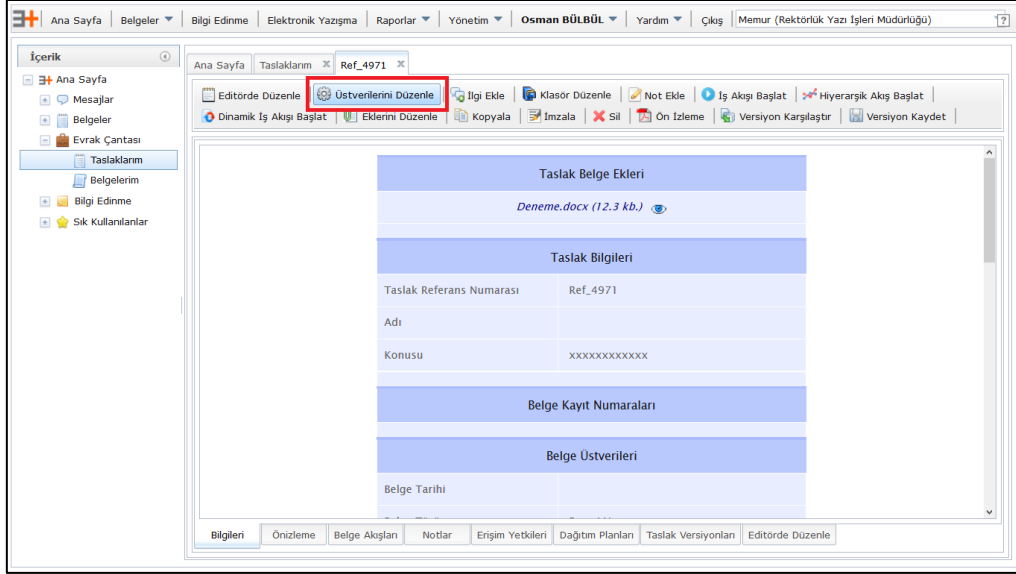 Ana Sayfa Belgeler Bilgi Edinme Elektronik Yazışma Raporlar Yönetim Osman BÜLBÜL Yardım Çıkış Memur (Rektörlük Yazı İşleri Müdürlüğü) ?
İçerik
Ana Sayfa
Mesajlar
Belgeler
Evrak Çantası
Taslaklarım
Belgelerim
Bilgi Edinme
Sık Kullanılanlar
Ana Sayfa Taslaklarım Ref_4971
Editörde Düzenle Üstverilerini Düzenle İlgi Ekle Klasör Düzenle Not Ekle İş Akışı Başlat Hiyerarşik Akış Başlat
Dinamik İş Akışı Başlat Eklerini Düzenle Kopyala İmzala Sil Ön İzleme Versiyon Karşılaştır Versiyon Kaydet
Taslak Belge Ekleri
Deneme.docx (12.3 kb.)
Taslak Bilgileri
Taslak Referans Numarası Ref_4971
Adı
Konusu xxxxxxxxxxxx
Belge Kayıt Numaraları
Belge Üstverileri
Belge Tarihi
Bilgileri Önizleme Belge Akışları Notlar Erişim Yetkileri Dağıtım Planları Taslak Versiyonları Editörde Düzenle